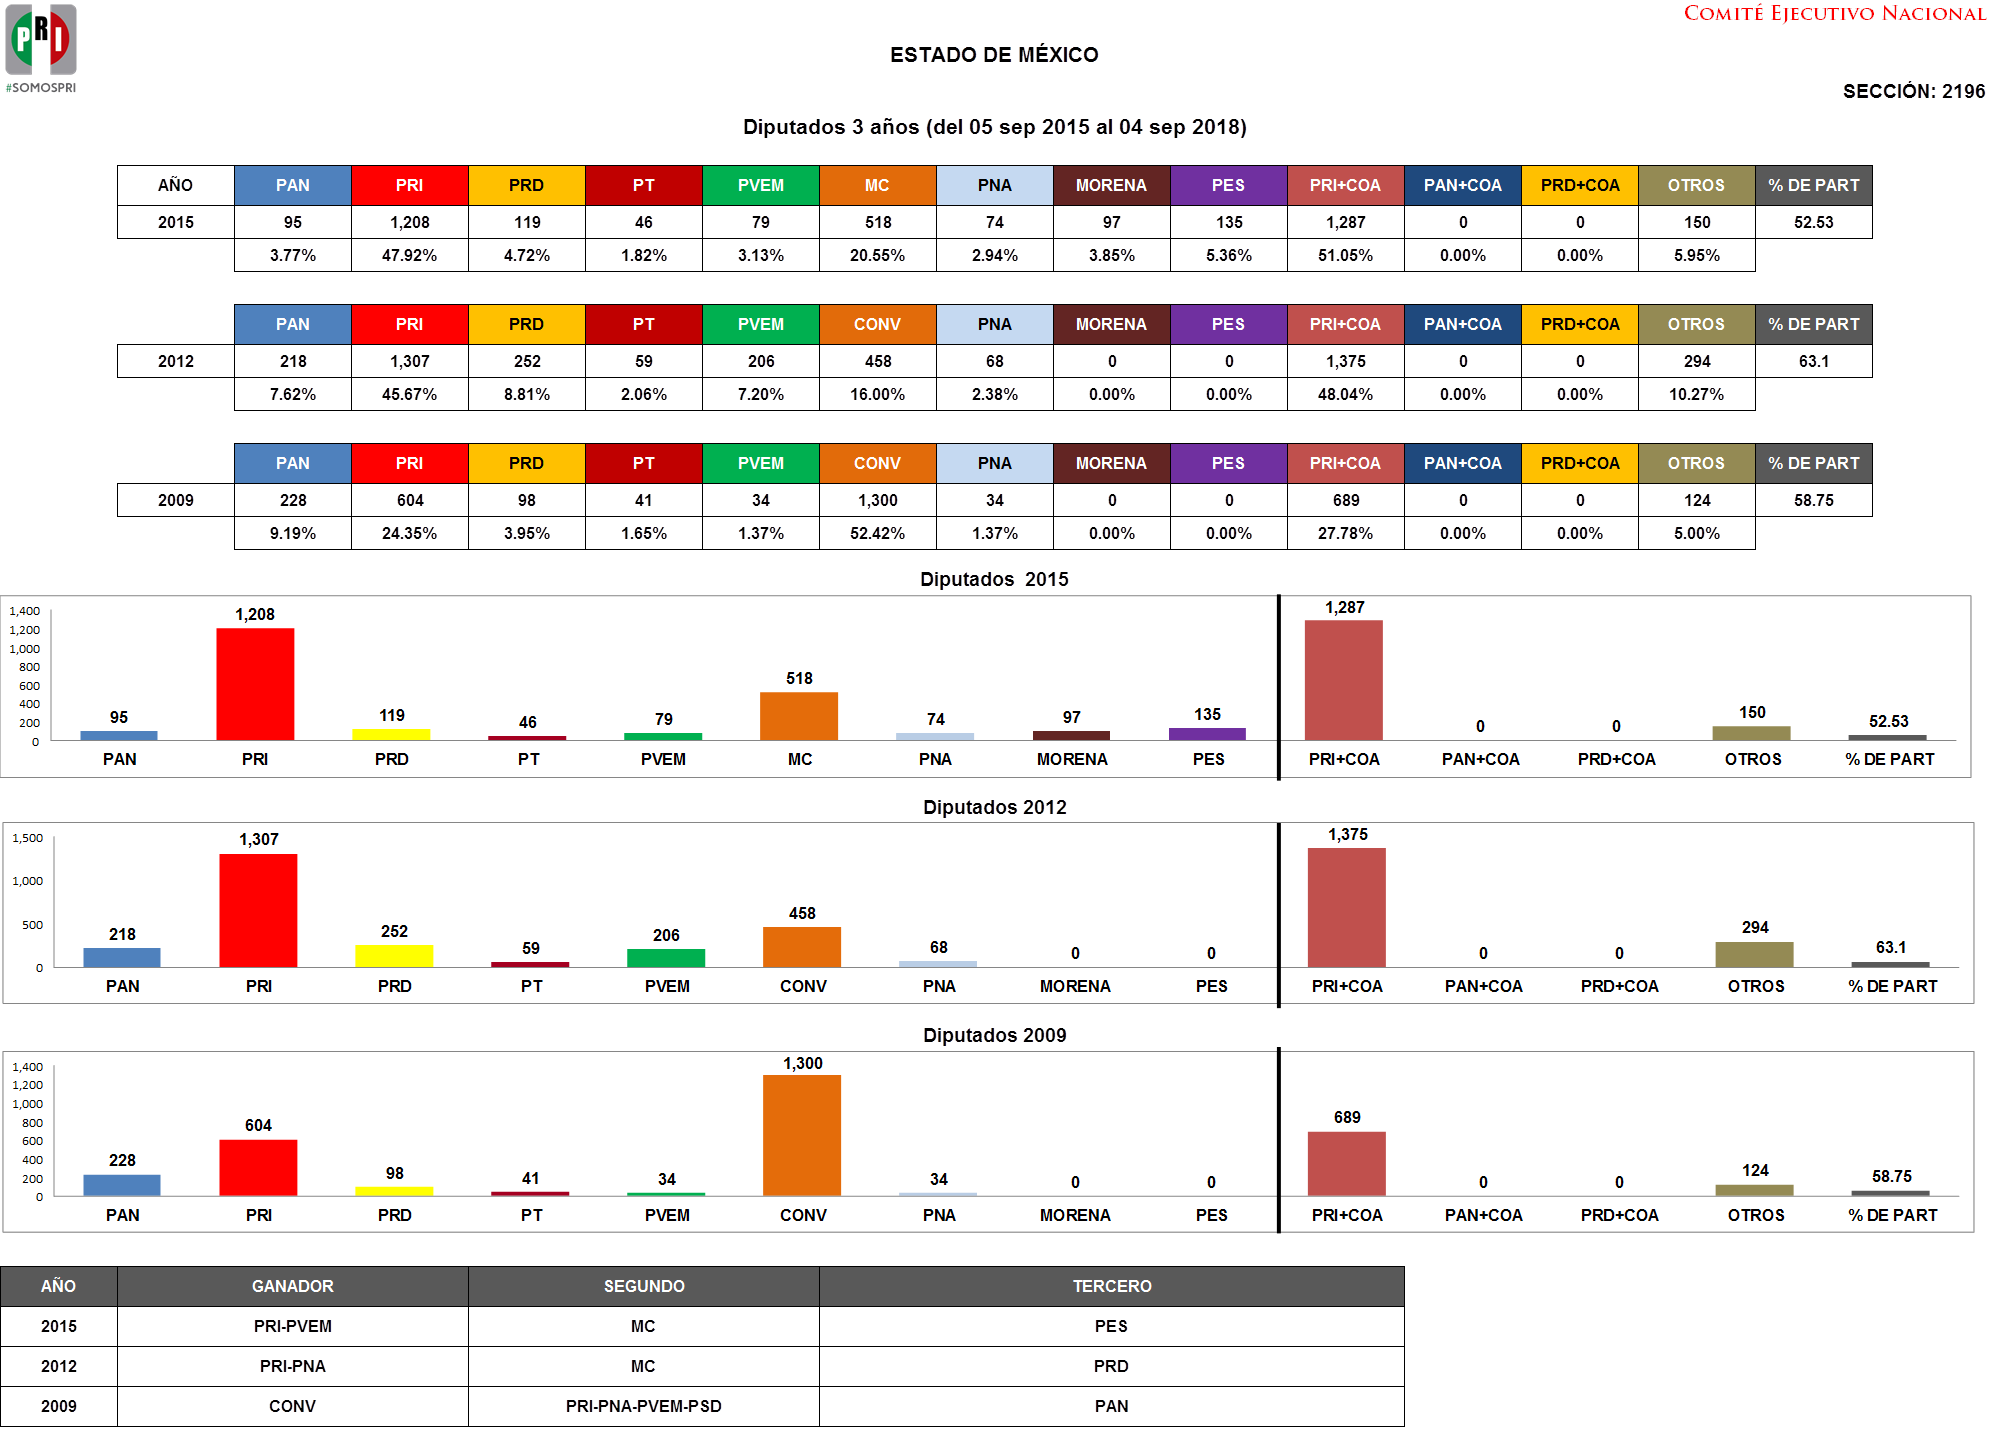 PRI
#SOMOSPRI
COMITÉ EJECUTIVO NACIONAL
ESTADO DE MÉXICO
SECCIÓN: 2196
Diputados 3 años (del 05 sep 2015 al 04 sep 2018)
AÑO PAN PRI PRD PT PVEM MC PNA MORENA PES PRI+COA PAN+COA PRD+COA OTROS % DE PART
2015 95 1,208 119 46 79 518 74 97 135 1,287 0 0 150 52.53
3.77% 47.92% 4.72% 1.82% 3.13% 20.55% 2.94% 3.85% 5.36% 51.05% 0.00% 0.00% 5.95%
PAN PRI PRD PT PVEM CONV PNA MORENA PES PRI+COA PAN+COA PRD+COA OTROS % DE PART
2012 218 1,307 252 59 206 458 68 0 0 1,375 0 0 294 63.1
7.62% 45.67% 8.81% 2.06% 7.20% 16.00% 2.38% 0.00% 0.00% 48.04% 0.00% 0.00% 10.27%
PAN PRI PRD PT PVEM CONV PNA MORENA PES PRI+COA PAN+COA PRD+COA OTROS % DE PART
2009 228 604 98 41 34 1,300 34 0 0 689 0 0 124 58.75
9.19% 24.35% 3.95% 1.65% 1.37% 52.42% 1.37% 0.00% 0.00% 27.78% 0.00% 0.00% 5.00%
Diputados 2015
1,400
1,200
1,000
800
600
400
200
0
95 1,208 119 46 79 518 74 97 135 1,287 0 0 150 52.53
PAN PRI PRD PT PVEM MC PNA MORENA PES PRI+COA PAN+COA PRD+COA OTROS % DE PART
Diputados 2012
1,500
1,000
500
0
218 1,307 252 59 206 458 68 0 0 1,375 0 0 294 63.1
PAN PRI PRD PT PVEM CONV PNA MORENA PES PRI+COA PAN+COA PRD+COA OTROS % DE PART
Diputados 2009
1,400
1,200
1,000
800
600
400
200
0
228 604 98 41 34 1,300 34 0 0 689 0 0 124 58.75
PAN PRI PRD PT PVEM CONV PNA MORENA PES PRI+COA PAN+COA PRD+COA OTROS % DE PART
AÑO GANADOR SEGUNDO TERCERO
2015 PRI-PVEM MC PES
2012 PRI-PNA MC PRD
2009 CONV PRI-PNA-PVEM-PSD PAN